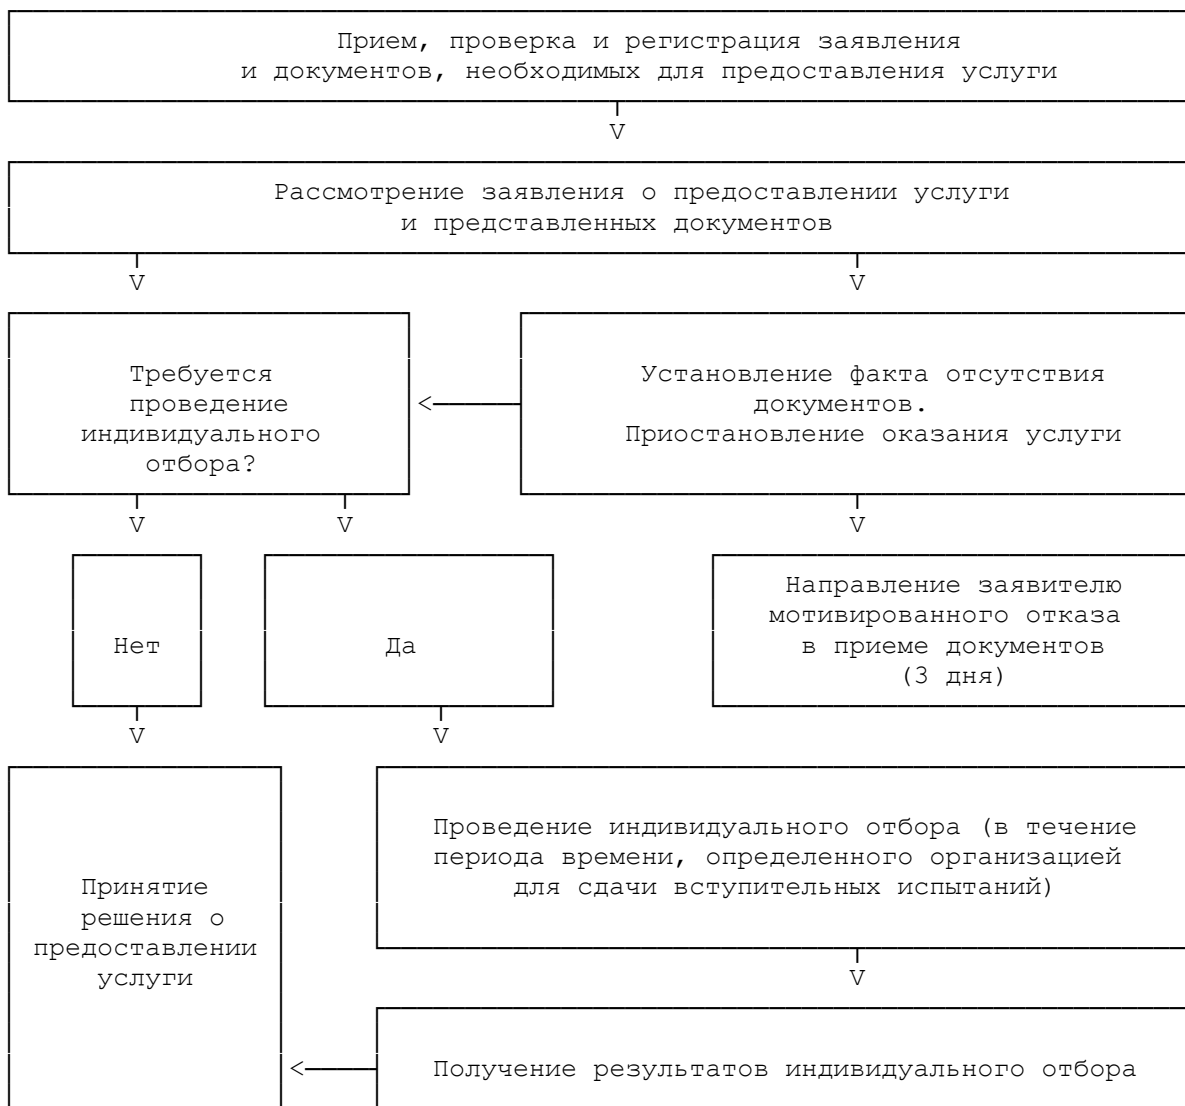 Прием, проверка и регистрация заявления
и документов, необходимых для предоставления услуги
V
Рассмотрение заявления о предоставлении услуги
и представленных документов
V V
Требуется
проведение
индивидуального
отбора?
<
Установление факта отсутствия
документов.
Приостановление оказания услуги
V V V
Нет
Да
Направление заявителю
мотивированного отказа
в приеме документов
(3 дня)
V V
Проведение индивидуального отбора (в течение
периода времени, определенного организацией
для сдачи вступительных испытаний)
V
Принятие
решения о
предоставлении
услуги
<
Получение результатов индивидуального отбора